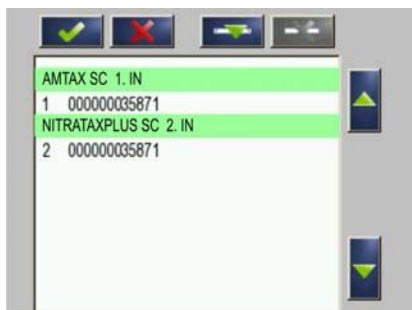 AMTAX SC 1. IN
1 000000035871
NITRATAXPLUS SC 2. IN
2 000000035871